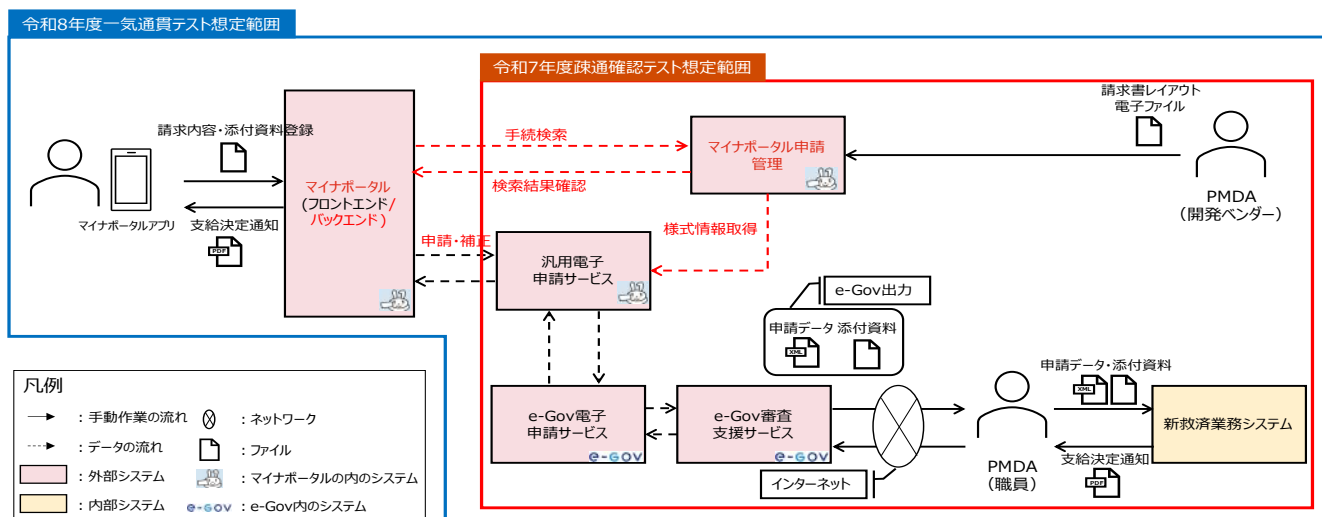 令和8年度一気通貫テスト想定範囲
令和7年度疎通確認テスト想定範囲
請求書レイアウト
電子ファイル
請求内容・添付資料登録
手続検索
マイナポータル申請
管理
検索結果確認
マイナポータル
(フロントエンド/
バックエンド)
PMDA
(開発ベンダー)
マイナポータルアプリ
支給決定通知
PDF
申請・補正
様式情報取得
汎用電子
申請サービス
e-Gov出力
申請データ 添付資料
XML
申請データ・添付資料
XML
e-Gov電子
申請サービス
e-GOV
e-Gov審査
支援サービス
e-GOV
新救済業務システム
PMDA
(職員)
支給決定通知
PDF
インターネット
凡例
:手動作業の流れ
:ネットワーク
:データの流れ
:ファイル
:外部システム
:マイナポータルの内のシステム
:内部システム
e-GOV
:e-Gov内のシステム